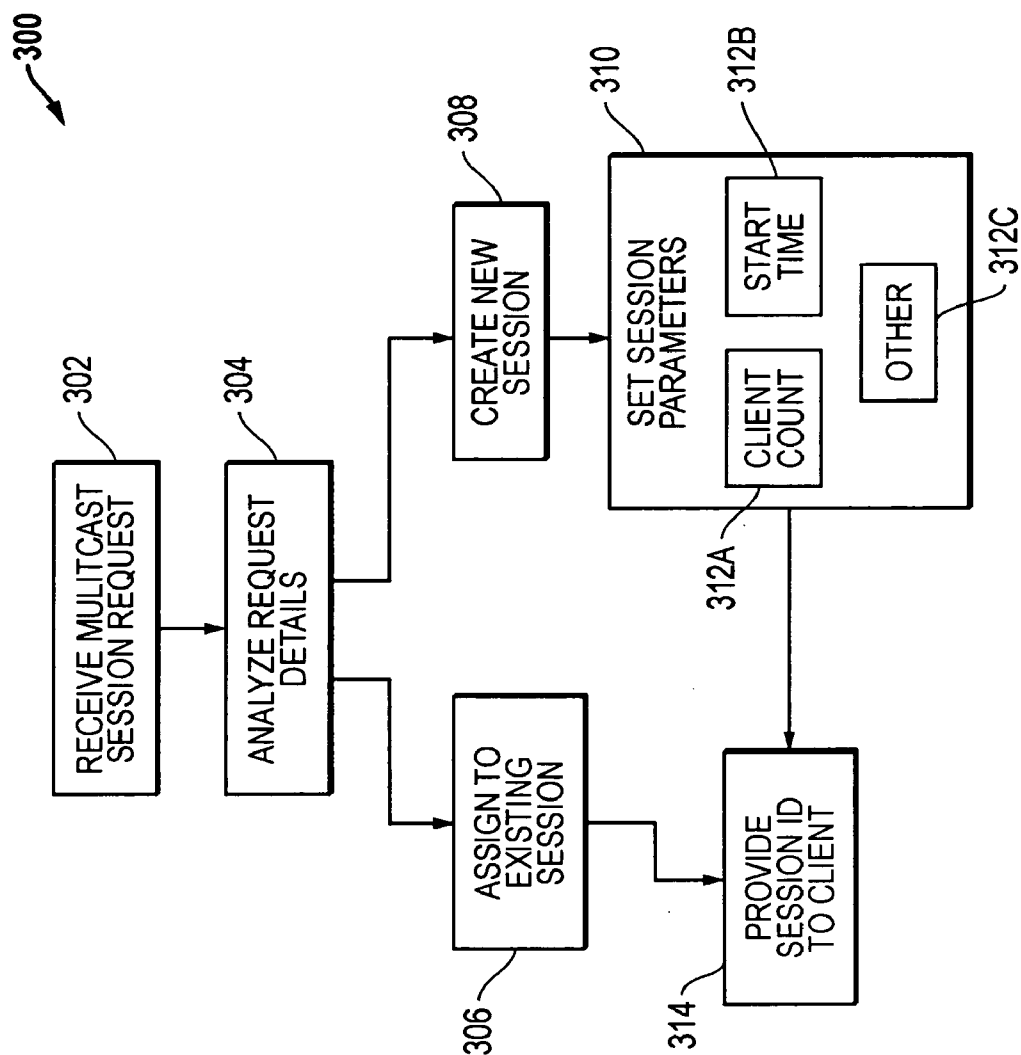 300
RECEIVE MULITCAST
SESSION REQUEST
302
ANALYZE REQUEST
DETAILS
304
ASSIGN TO
EXISTING
SESSION
306
CREATE NEW
SESSION
308
SET SESSION
PARAMETERS
310
CLIENT
COUNT
312A
START
TIME
312B
OTHER
312C
PROVIDE
SESSION ID
TO CLIENT
314